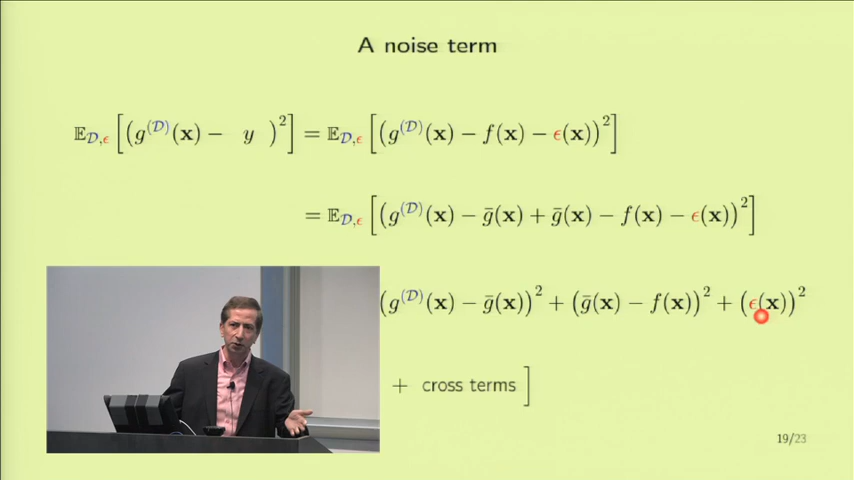 A noise term
𝔼_{𝒟,ϵ} [(g^{(𝒟)}(𝐱) − y)²] = 𝔼_{𝒟,ϵ} [(g^{(𝒟)}(𝐱) − f(𝐱) − ϵ(𝐱))²]
= 𝔼_{𝒟,ϵ} [(g^{(𝒟)}(𝐱) − ḡ(𝐱) + ḡ(𝐱) − f(𝐱) − ϵ(𝐱))²]
(g^{(𝒟)}(𝐱) − ḡ(𝐱))² + (ḡ(𝐱) − f(𝐱))² + (ϵ(𝐱))²
+ cross terms ]
19/23